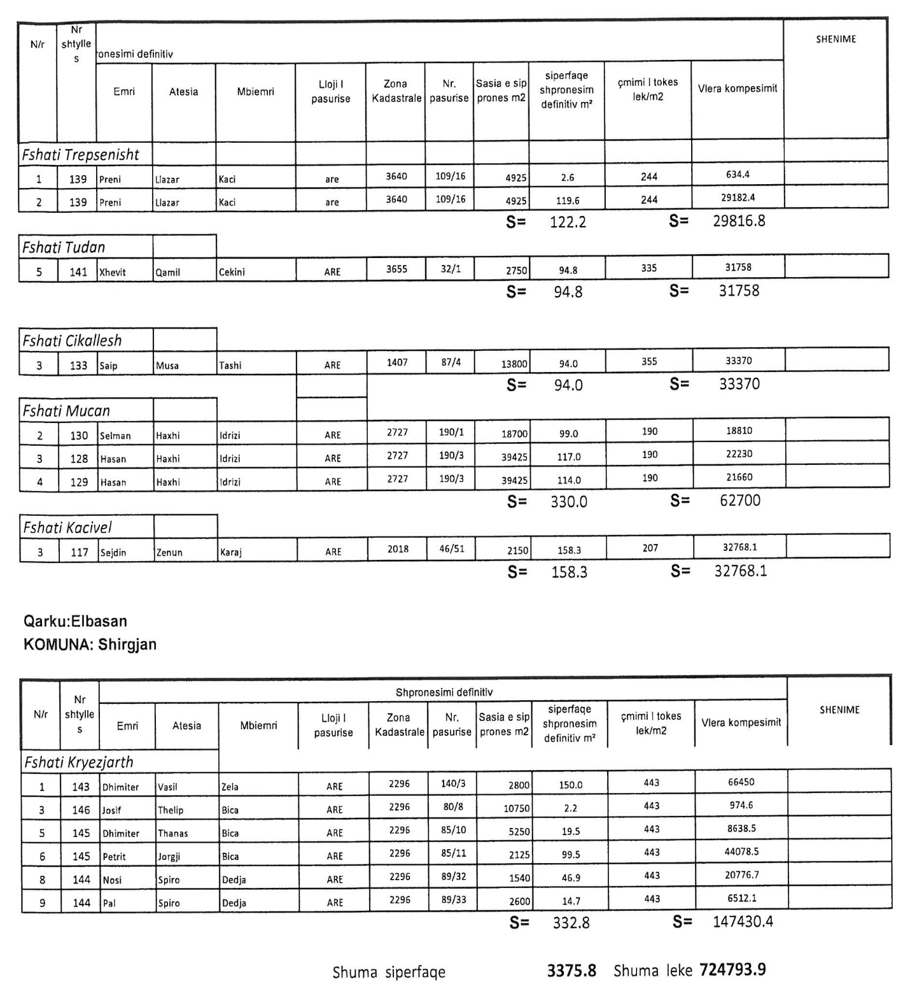 N/r Nr shtylles ronesimi definitiv SHENIME
Emri Atesia Mbiemri Lloji I pasurise Zona Kadastrale Nr. pasurise Sasia e sip prones m2 siperfaqe shpronesim definitiv m² çmimi I tokes lek/m2 Vlera kompesimit
Fshati Trepsenisht
1 139 Preni Llazar Kaci are 3640 109/16 4925 2.6 244 634.4
2 139 Preni Llazar Kaci are 3640 109/16 4925 119.6 244 29182.4
S= 122.2 S= 29816.8
Fshati Tudan
5 141 Xhevit Qamil Cekini ARE 3655 32/1 2750 94.8 335 31758
S= 94.8 S= 31758
Fshati Cikallesh
3 133 Saip Musa Tashi ARE 1407 87/4 13800 94.0 355 33370
S= 94.0 S= 33370
Fshati Mucan
2 130 Selman Haxhi Idrizi ARE 2727 190/1 18700 99.0 190 18810
3 128 Hasan Haxhi Idrizi ARE 2727 190/3 39425 117.0 190 22230
4 129 Hasan Haxhi Idrizi ARE 2727 190/3 39425 114.0 190 21660
S= 330.0 S= 62700
Fshati Kacivel
3 117 Sejdin Zenun Karaj ARE 2018 46/51 2150 158.3 207 32768.1
S= 158.3 S= 32768.1
Qarku:Elbasan
KOMUNA: Shirgjan
N/r Nr shtylles Shpronesimi definitiv SHENIME
Emri Atesia Mbiemri Lloji I pasurise Zona Kadastrale Nr. pasurise Sasia e sip prones m2 siperfaqe shpronesim definitiv m² çmimi I tokes lek/m2 Vlera kompesimit
Fshati Kryezjarth
1 143 Dhimiter Vasil Zela ARE 2296 140/3 2800 150.0 443 66450
3 146 Josif Thelip Bica ARE 2296 80/8 10750 2.2 443 974.6
5 145 Dhimiter Thanas Bica ARE 2296 85/10 5250 19.5 443 8638.5
6 145 Petrit Jorgji Bica ARE 2296 85/11 2125 99.5 443 44078.5
8 144 Nosi Spiro Dedja ARE 2296 89/32 1540 46.9 443 20776.7
9 144 Pal Spiro Dedja ARE 2296 89/33 2600 14.7 443 6512.1
S= 332.8 S= 147430.4
Shuma siperfaqe 3375.8 Shuma leke 724793.9